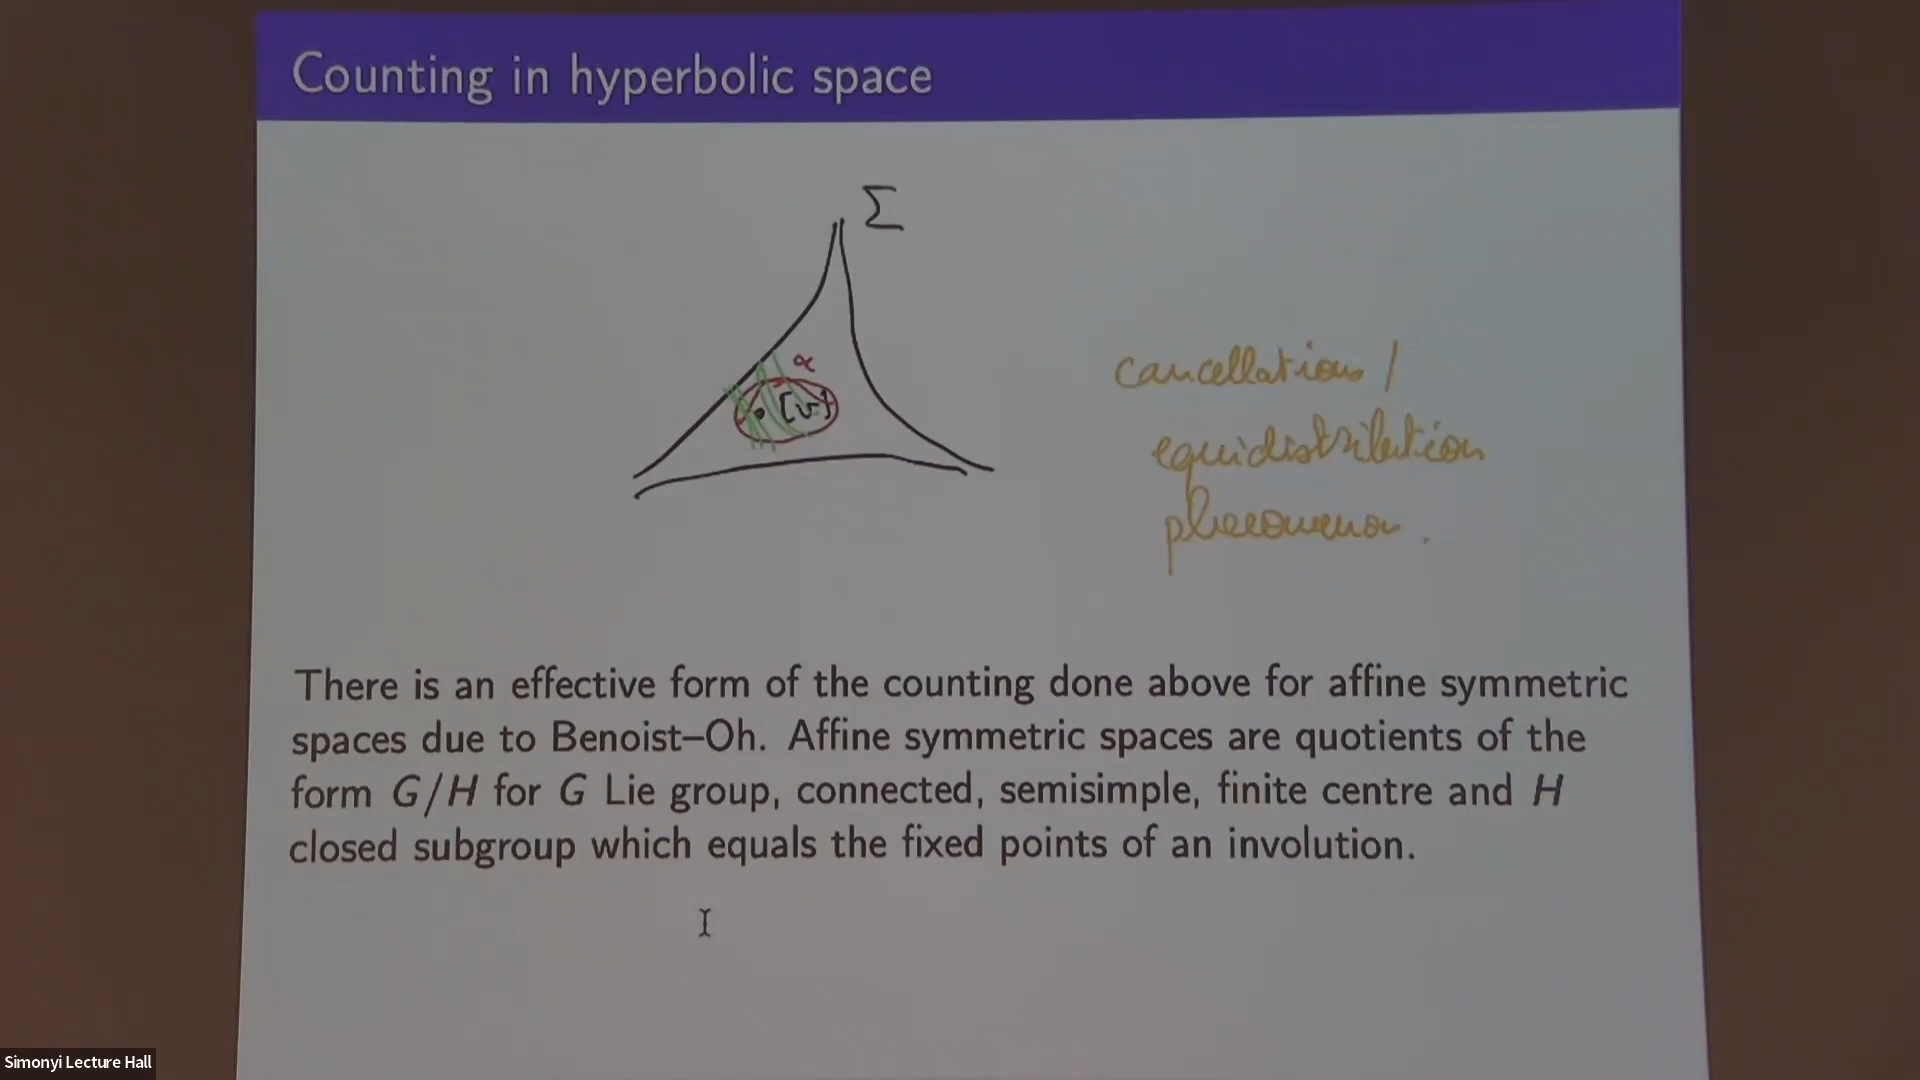 Counting in hyperbolic space
Σ
α
[v]
cancellations /
equidistribution
phenomenon.
There is an effective form of the counting done above for affine symmetric
spaces due to Benoist–Oh. Affine symmetric spaces are quotients of the
form G/H for G Lie group, connected, semisimple, finite centre and H
closed subgroup which equals the fixed points of an involution.
Simonyi Lecture Hall